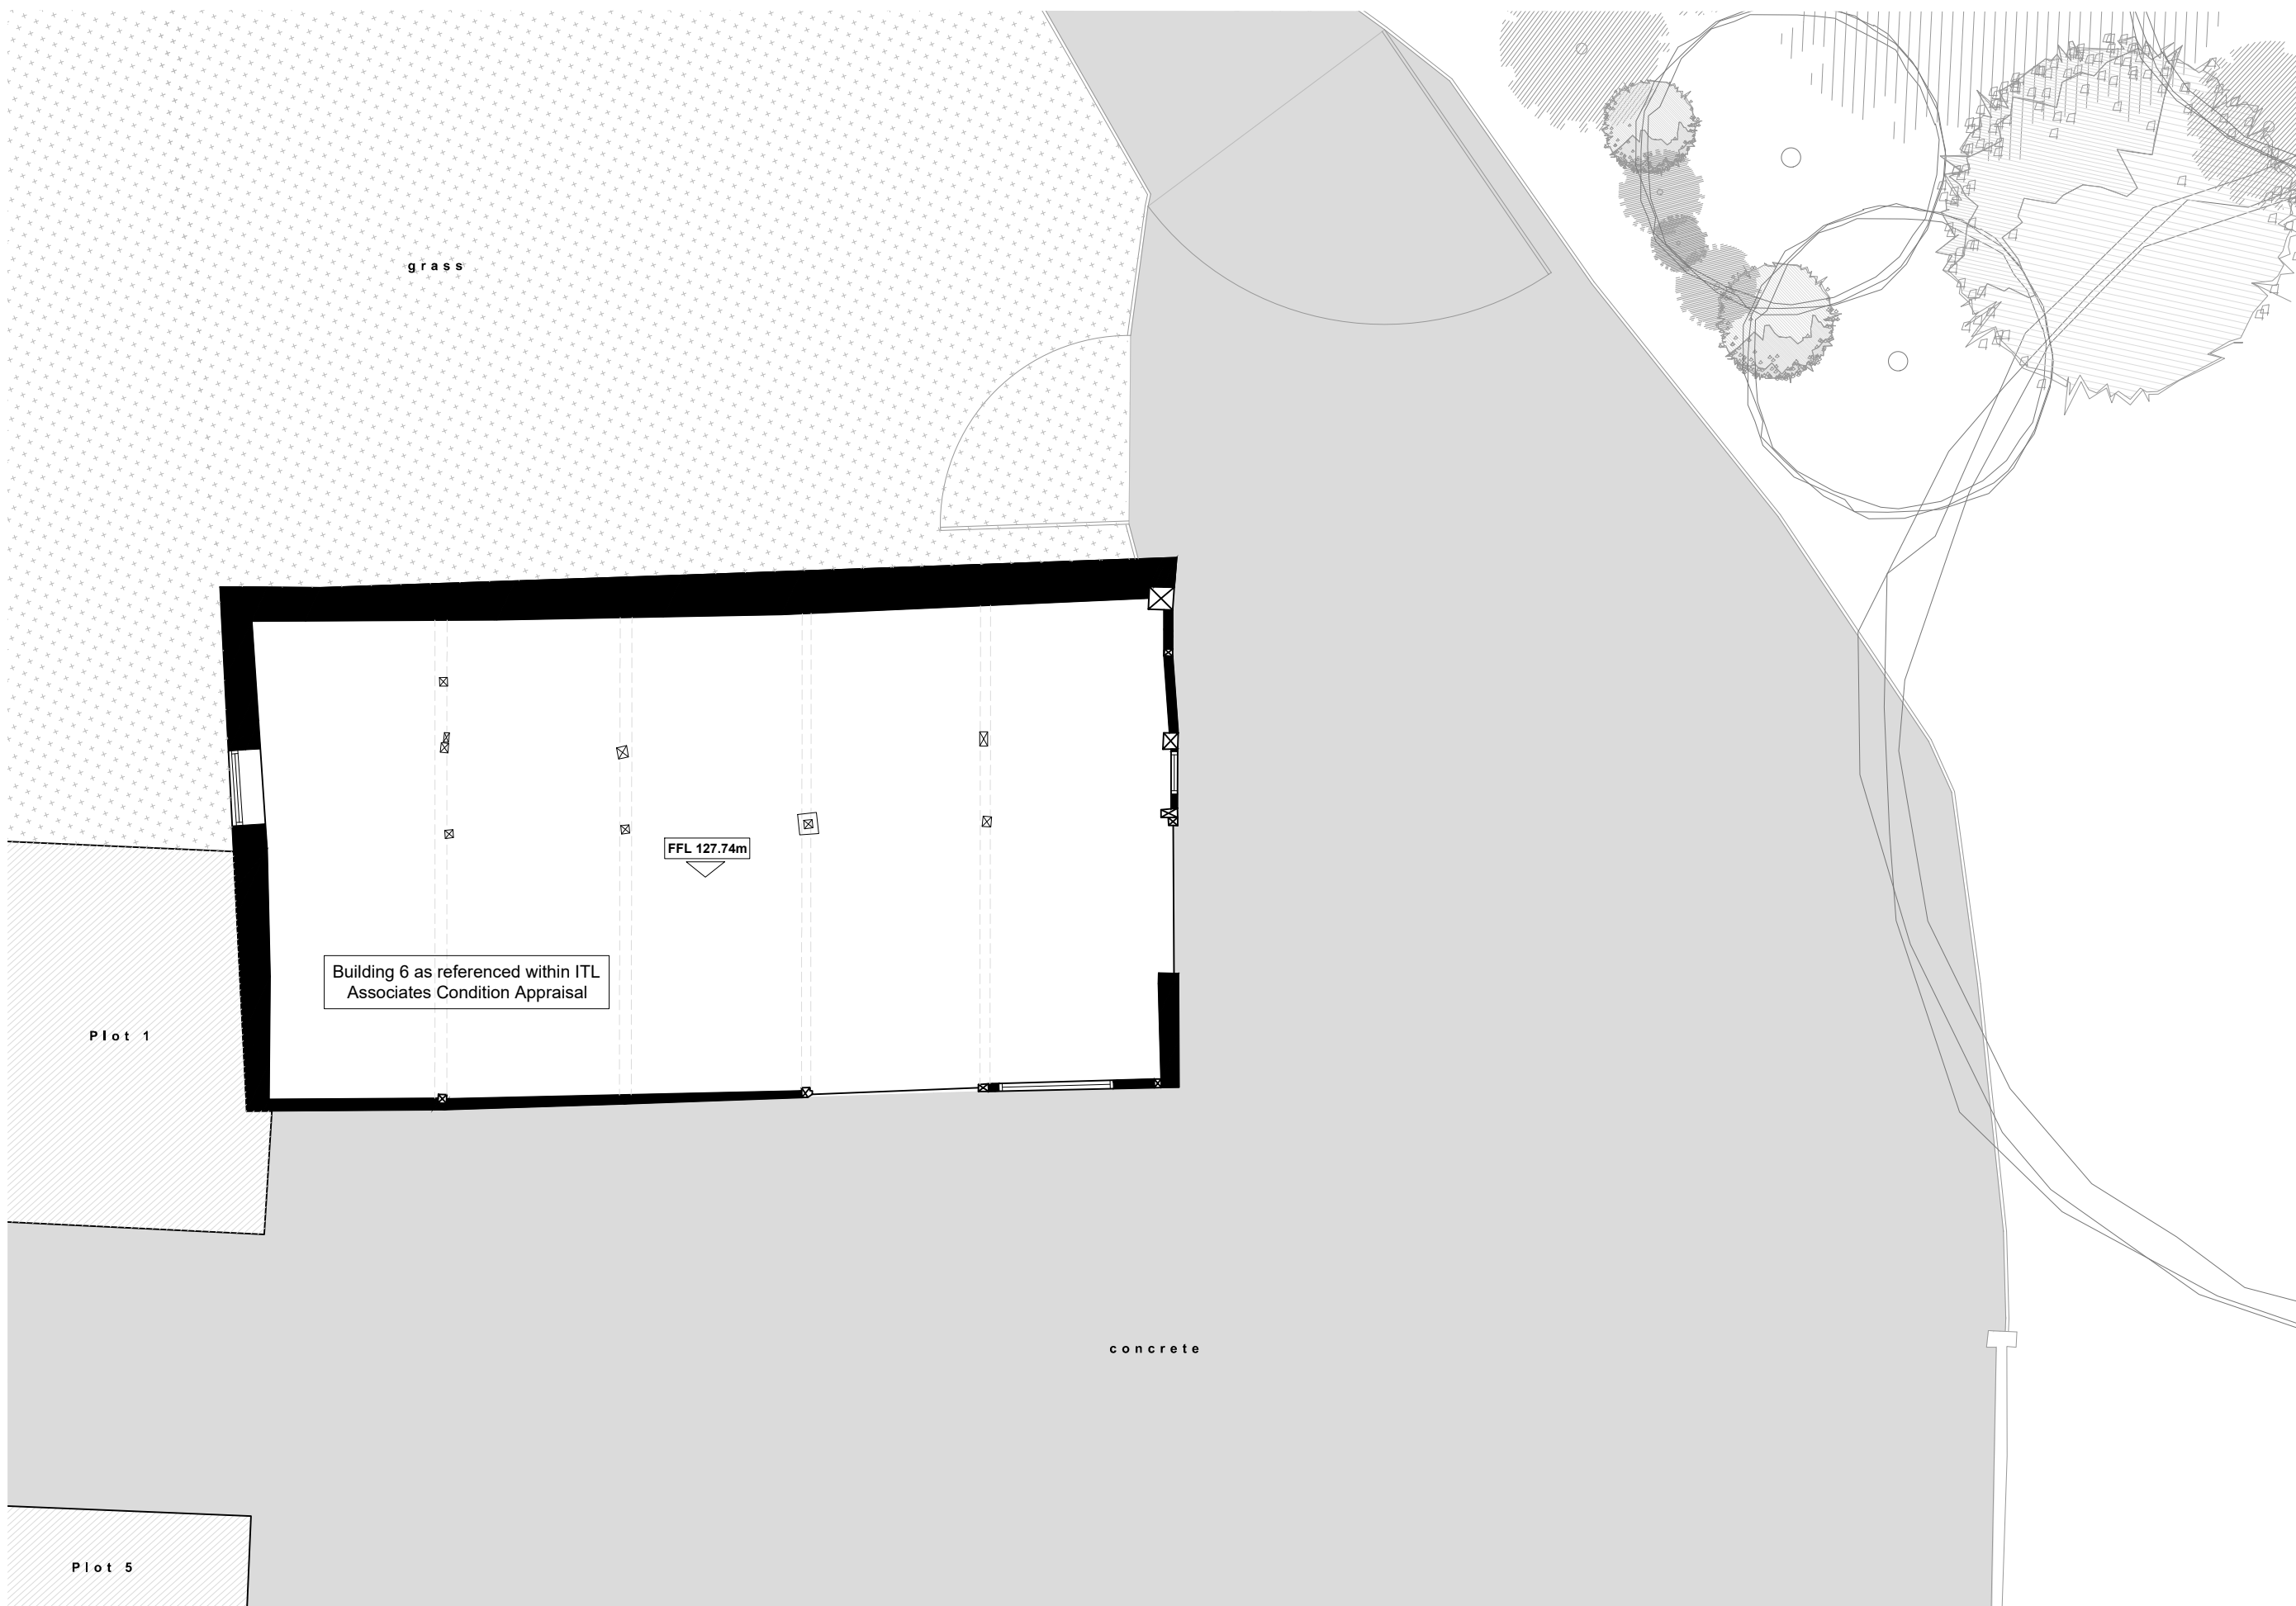 grass
FFL 127.74m
Building 6 as referenced within ITL
Associates Condition Appraisal
Plot 1
concrete
Plot 5